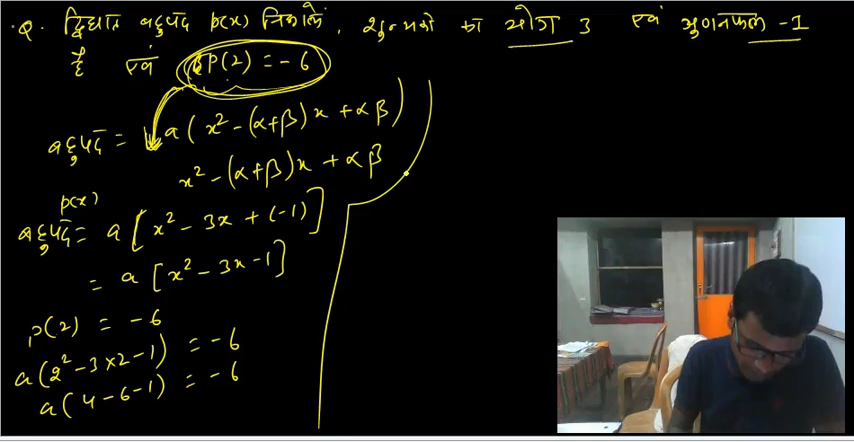 Q. द्विघात बहुपद p(x) निकालें, शून्यकों का योग 3 एवं गुणनफल -1
है एवं P(2) = -6
बहुपद = a(x² - (α+β)x + αβ)
x² - (α+β)x + αβ
p(x)
बहुपद = a[x² - 3x + (-1)]
= a[x² - 3x - 1]
p(2) = -6
a(2² - 3×2 - 1) = -6
a(4 - 6 - 1) = -6